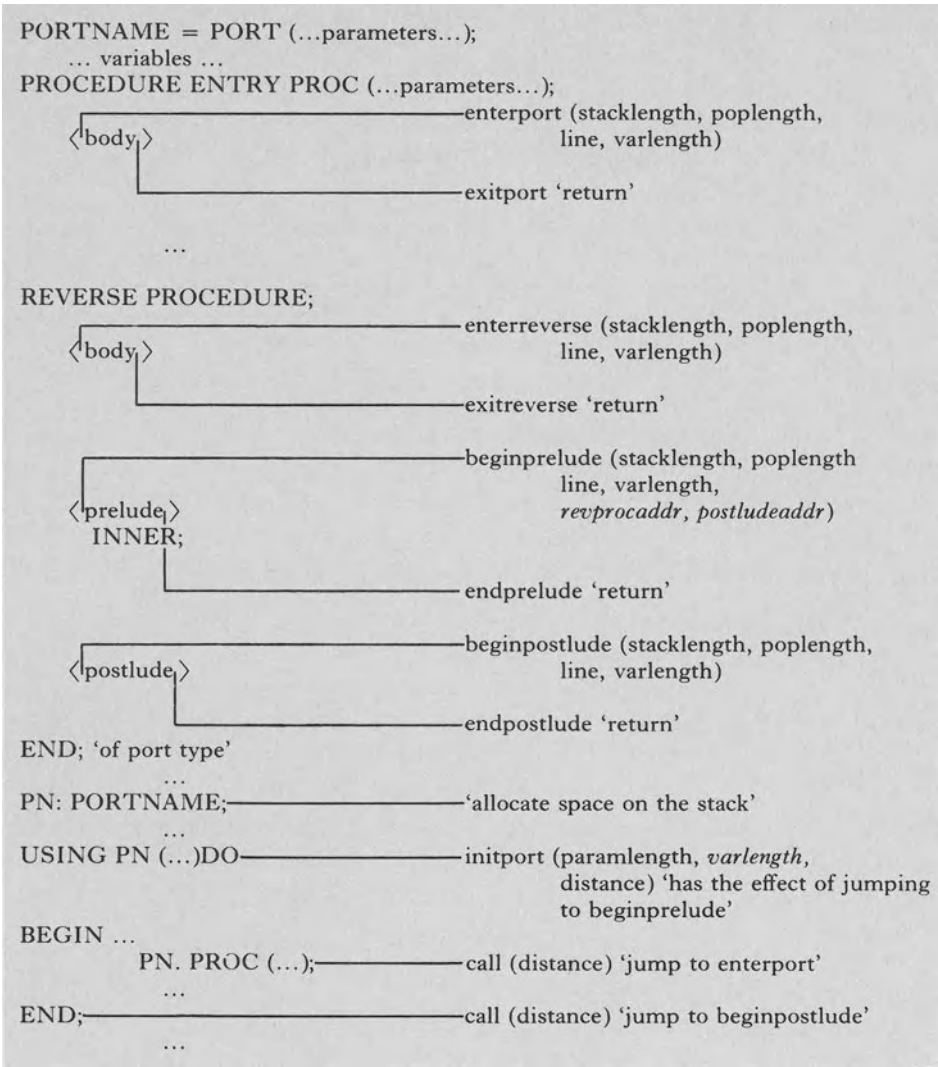 PORTNAME = PORT (...parameters...);
... variables ...
PROCEDURE ENTRY PROC (...parameters...);
enterport (stacklength, poplength,
⟨body⟩ line, varlength)
exitport ‘return’
...
REVERSE PROCEDURE;
enterreverse (stacklength, poplength,
⟨body⟩ line, varlength)
exitreverse ‘return’
beginprelude (stacklength, poplength
line, varlength,
⟨prelude⟩ revprocaddr, postludeaddr)
INNER;
endprelude ‘return’
beginpostlude (stacklength, poplength,
⟨postlude⟩ line, varlength)
endpostlude ‘return’
END; ‘of port type’
...
PN: PORTNAME; ‘allocate space on the stack’
...
USING PN (...)DO initport (paramlength, varlength,
distance) ‘has the effect of jumping
to beginprelude’
BEGIN ...
PN. PROC (...); call (distance) ‘jump to enterport’
...
END; call (distance) ‘jump to beginpostlude’
...